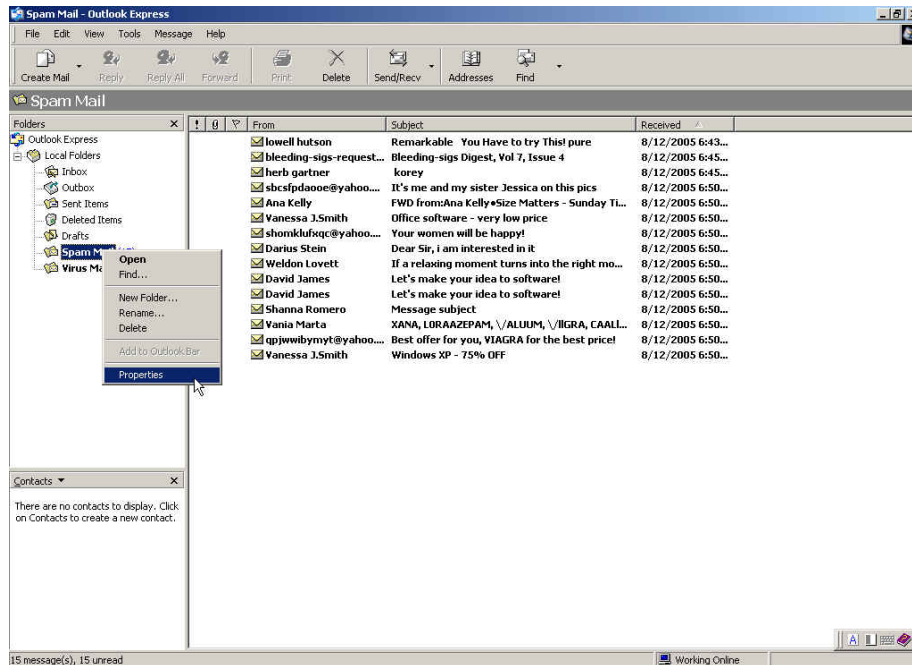 Spam Mail - Outlook Express
File Edit View Tools Message Help
Create Mail Reply Reply All Forward Print Delete Send/Recv Addresses Find
Spam Mail
Folders
Outlook Express
Local Folders
Inbox
Outbox
Sent Items
Deleted Items
Drafts
Spam M
Virus Ma
Open
Find...
New Folder...
Rename...
Delete
Add to Outlook Bar
Properties
! From Subject Received
lowell hutson Remarkable You Have to try This! pure 8/12/2005 6:43...
bleeding-sigs-request... Bleeding-sigs Digest, Vol 7, Issue 4 8/12/2005 6:45...
herb gartner korey 8/12/2005 6:45...
sbcsfpdaooe@yahoo.... It's me and my sister Jessica on this pics 8/12/2005 6:50...
Ana Kelly FWD from:Ana Kelly•Size Matters - Sunday Ti... 8/12/2005 6:50...
Vanessa J.Smith Office software - very low price 8/12/2005 6:50...
shomklufxqc@yahoo.... Your women will be happy! 8/12/2005 6:50...
Darius Stein Dear Sir, i am interested in it 8/12/2005 6:50...
Weldon Lovett If a relaxing moment turns into the right mo... 8/12/2005 6:50...
David James Let's make your idea to software! 8/12/2005 6:50...
David James Let's make your idea to software! 8/12/2005 6:50...
Shanna Romero Message subject 8/12/2005 6:50...
Vania Marta XANA, L0RAAZEPAM, \/ALUUM, \/llGRA, CAALl... 8/12/2005 6:50...
qpjwwibymyt@yahoo.... Best offer for you, VIAGRA for the best price! 8/12/2005 6:50...
Vanessa J.Smith Windows XP - 75% OFF 8/12/2005 6:50...
Contacts
There are no contacts to display. Click
on Contacts to create a new contact.
A
15 message(s), 15 unread Working Online